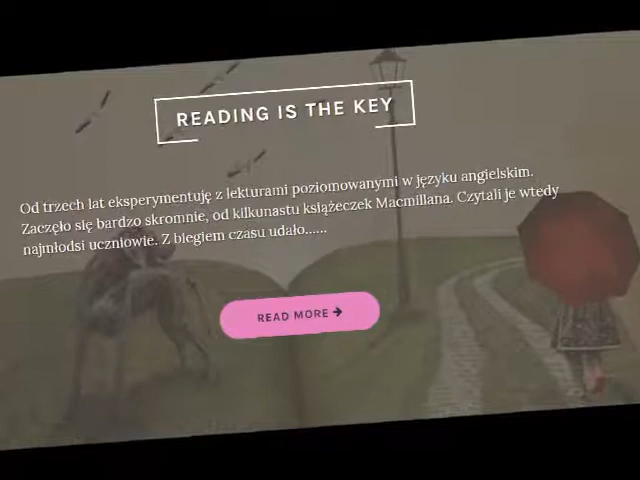 READING IS THE KEY
Od trzech lat eksperymentuję z lekturami poziomowanymi w języku angielskim.
Zaczęło się bardzo skromnie, od kilkunastu książeczek Macmillana. Czytali je wtedy
najmłodsi uczniowie. Z biegiem czasu udało......
READ MORE →